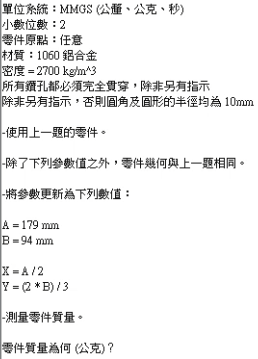 單位系統：MMGS (公釐、公克、秒)
小數位數：2
零件原點：任意
材質：1060 鋁合金
密度 = 2700 kg/m^3
所有鑽孔都必須完全貫穿，除非另有指示
除非另有指示，否則圓角及圓形的半徑均為 10mm
-使用上一題的零件。
-除了下列參數值之外，零件幾何與上一題相同。
-將參數更新為下列數值：
A = 179 mm
B = 94 mm
X = A / 2
Y = (2 * B) / 3
-測量零件質量。
零件質量為何 (公克)？